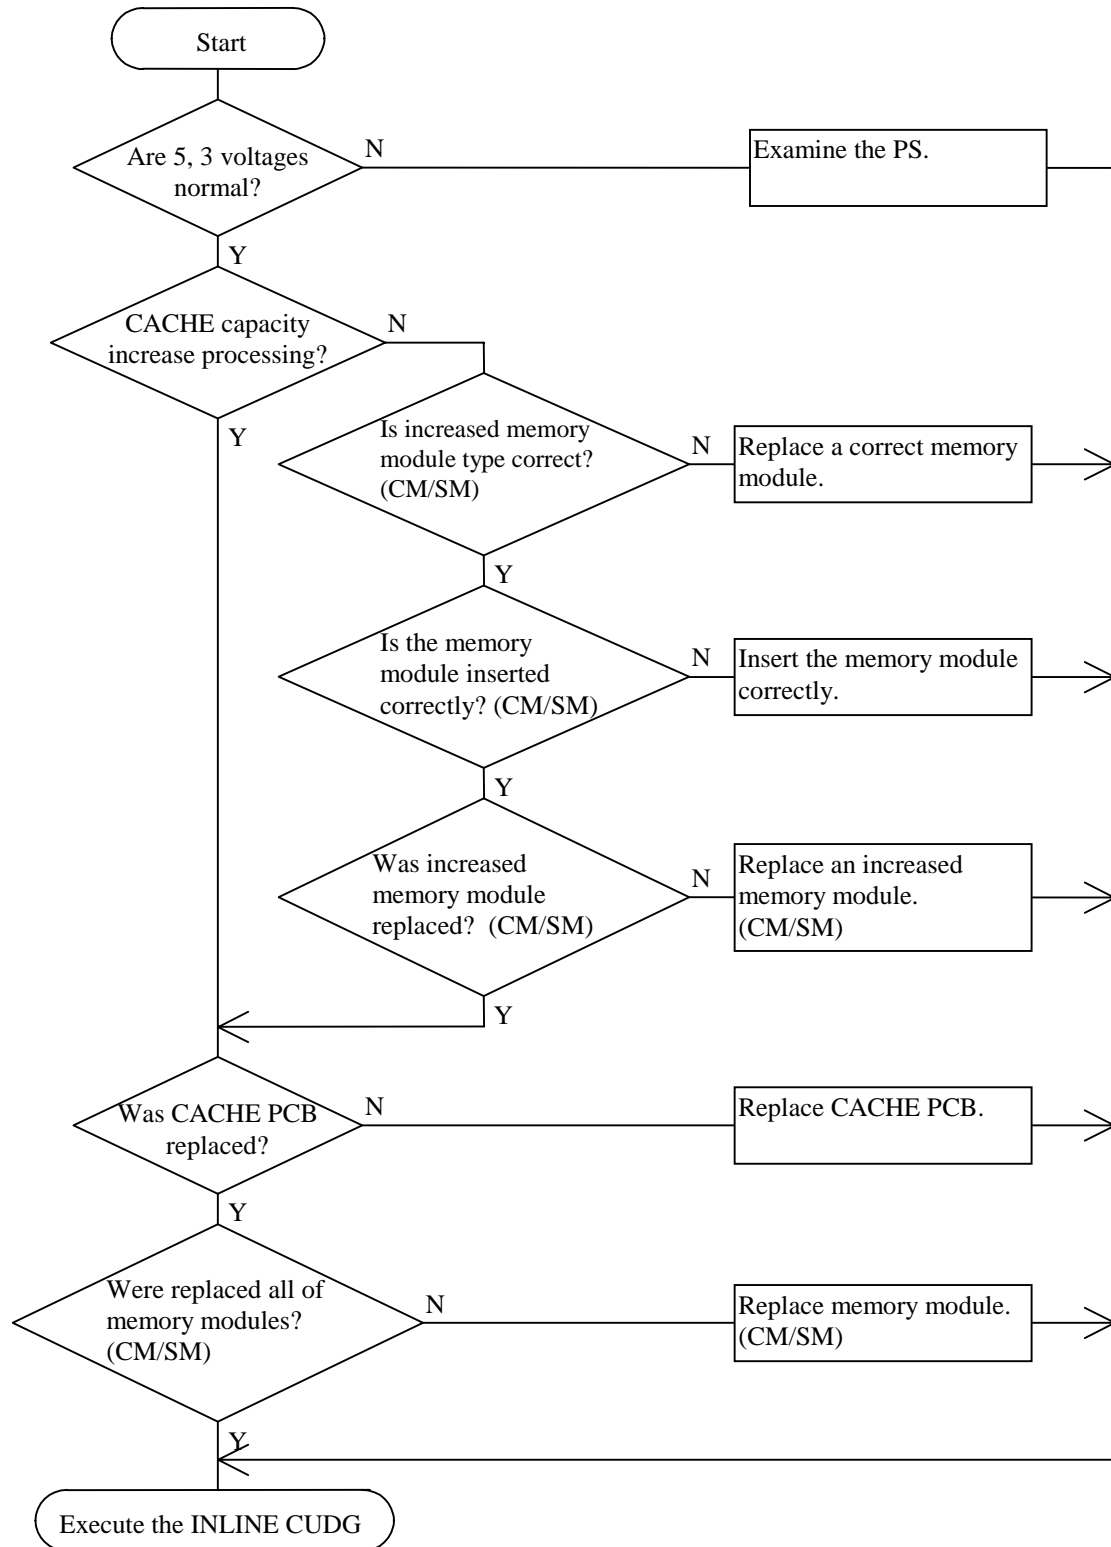 Start
Are 5, 3 voltages
normal?
N
Examine the PS.
Y
CACHE capacity
increase processing?
N
Y
Is increased memory
module type correct?
(CM/SM)
N
Replace a correct memory
module.
Y
Is the memory
module inserted
correctly? (CM/SM)
N
Insert the memory module
correctly.
Y
Was increased
memory module
replaced? (CM/SM)
N
Replace an increased
memory module.
(CM/SM)
Y
Was CACHE PCB
replaced?
N
Replace CACHE PCB.
Y
Were replaced all of
memory modules?
(CM/SM)
N
Replace memory module.
(CM/SM)
Y
Execute the INLINE CUDG